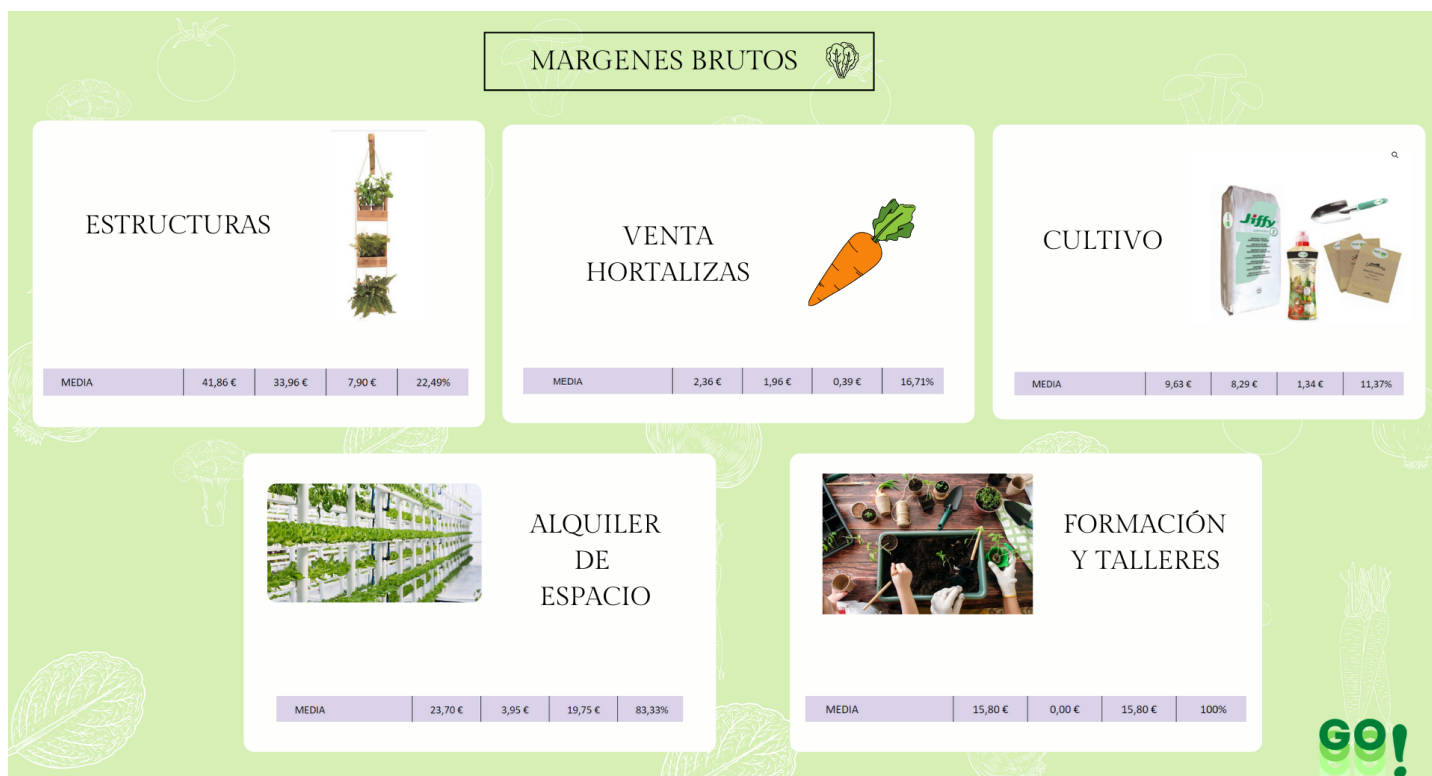 MARGENES BRUTOS
ESTRUCTURAS
MEDIA 41,86 € 33,96 € 7,90 € 22,49%
VENTA
HORTALIZAS
MEDIA 2,36 € 1,96 € 0,39 € 16,71%
CULTIVO
Jiffy
MEDIA 9,63 € 8,29 € 1,34 € 11,37%
ALQUILER
DE
ESPACIO
MEDIA 23,70 € 3,95 € 19,75 € 83,33%
FORMACIÓN
Y TALLERES
MEDIA 15,80 € 0,00 € 15,80 € 100%
GO!